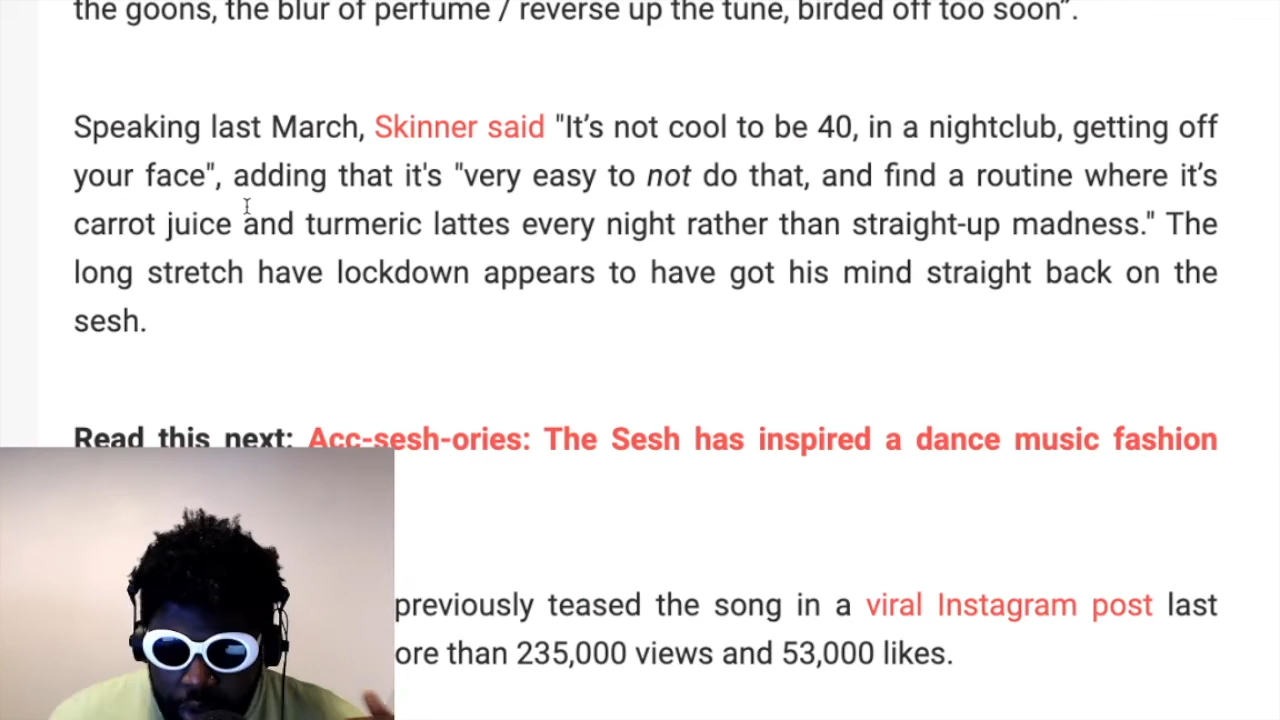 the goons, the blur of perfume / reverse up the tune, birded off too soon”.
Speaking last March, Skinner said "It’s not cool to be 40, in a nightclub, getting off
your face", adding that it's "very easy to not do that, and find a routine where it’s
carrot juice and turmeric lattes every night rather than straight-up madness." The
long stretch have lockdown appears to have got his mind straight back on the
sesh.
Read this next: Acc-sesh-ories: The Sesh has inspired a dance music fashion
previously teased the song in a viral Instagram post last
than 235,000 views and 53,000 likes.